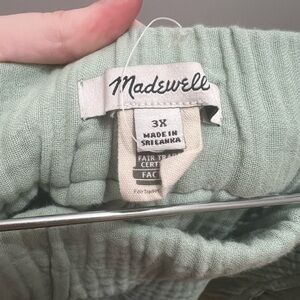 Madewell
3X
MADE IN
SRI LANKA
FAIR TRA
CERT
FAC